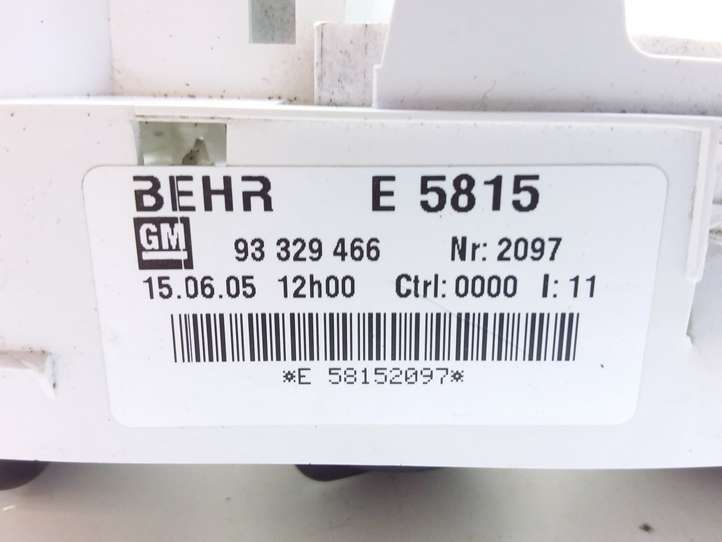 BEHR E 5815
GM 93 329 466 Nr: 2097
15.06.05 12h00 Ctrl: 0000 I: 11
*E 58152097*